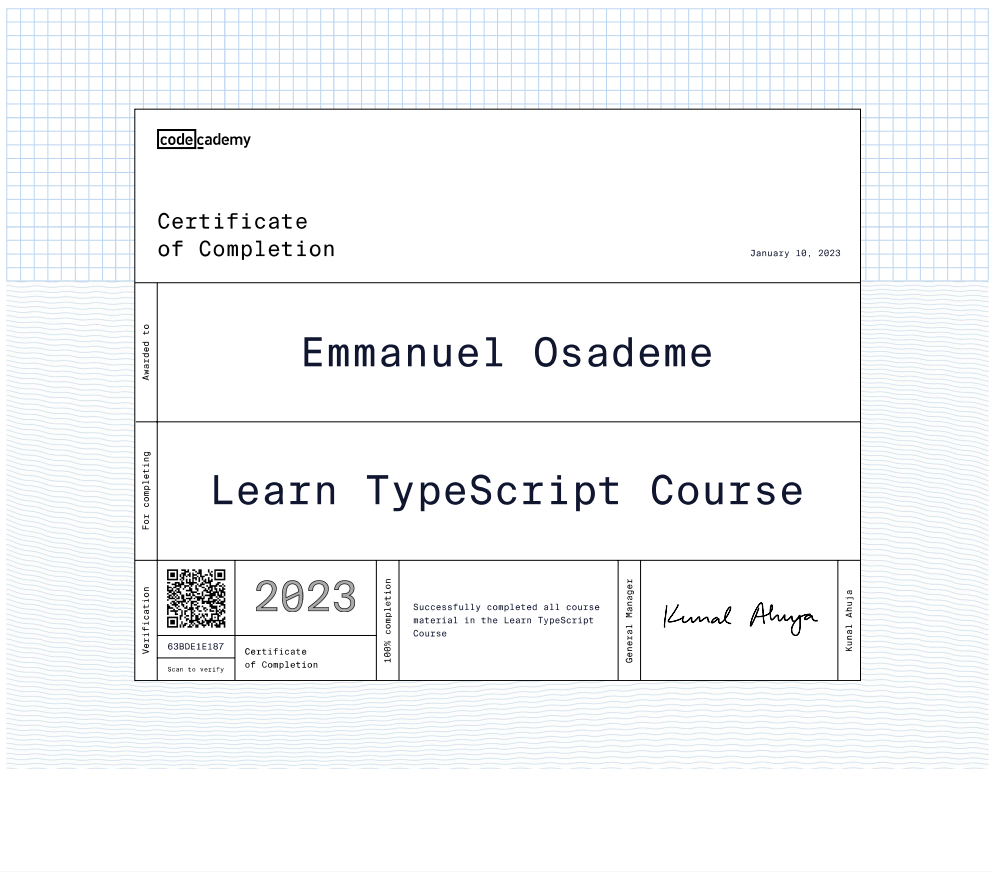 codecademy
Certificate
of Completion
January 10, 2023
Awarded to
Emmanuel Osademe
For completing
Learn TypeScript Course
Verification
63BDE1E187
Scan to verify
2023
Certificate
of Completion
100% completion
Successfully completed all course
material in the Learn TypeScript
Course
General Manager
Kunal Ahuja
Kunal Ahuja